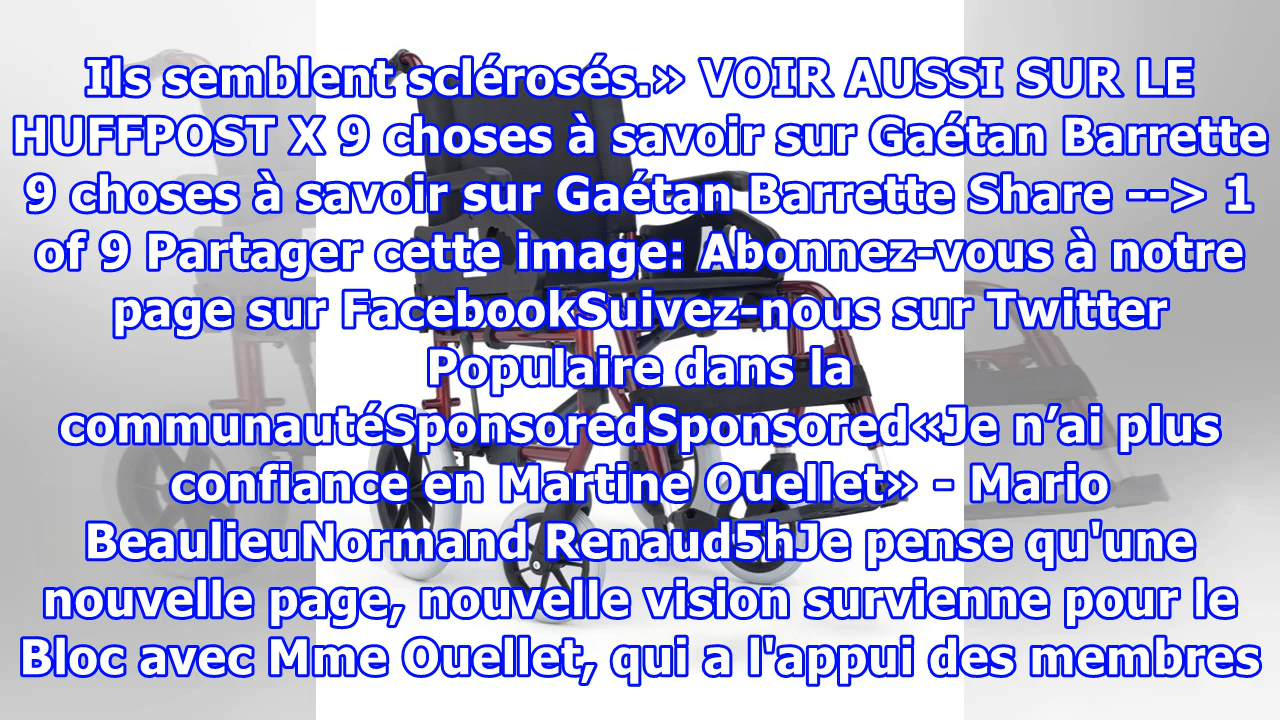 Ils semblent sclérosés.» VOIR AUSSI SUR LE
HUFFPOST X 9 choses à savoir sur Gaétan Barrette
9 choses à savoir sur Gaétan Barrette Share --> 1
of 9 Partager cette image: Abonnez-vous à notre
page sur FacebookSuivez-nous sur Twitter
Populaire dans la
communautéSponsoredSponsored«Je n’ai plus
confiance en Martine Ouellet» - Mario
BeaulieuNormand Renaud5hJe pense qu'une
nouvelle page, nouvelle vision survienne pour le
Bloc avec Mme Ouellet, qui a l'appui des membres